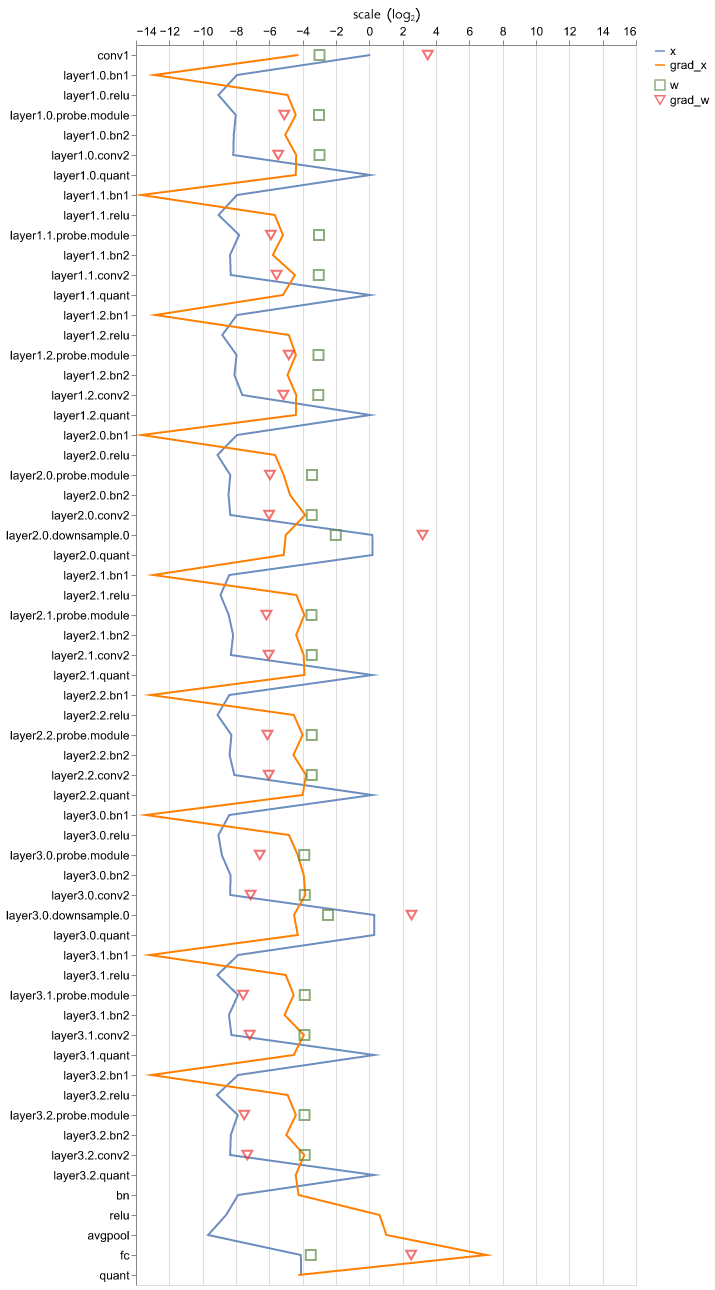 scale (log₂)
−14 −12 −10 −8 −6 −4 −2 0 2 4 6 8 10 12 14 16
x
grad_x
w
grad_w
conv1
layer1.0.bn1
layer1.0.relu
layer1.0.probe.module
layer1.0.bn2
layer1.0.conv2
layer1.0.quant
layer1.1.bn1
layer1.1.relu
layer1.1.probe.module
layer1.1.bn2
layer1.1.conv2
layer1.1.quant
layer1.2.bn1
layer1.2.relu
layer1.2.probe.module
layer1.2.bn2
layer1.2.conv2
layer1.2.quant
layer2.0.bn1
layer2.0.relu
layer2.0.probe.module
layer2.0.bn2
layer2.0.conv2
layer2.0.downsample.0
layer2.0.quant
layer2.1.bn1
layer2.1.relu
layer2.1.probe.module
layer2.1.bn2
layer2.1.conv2
layer2.1.quant
layer2.2.bn1
layer2.2.relu
layer2.2.probe.module
layer2.2.bn2
layer2.2.conv2
layer2.2.quant
layer3.0.bn1
layer3.0.relu
layer3.0.probe.module
layer3.0.bn2
layer3.0.conv2
layer3.0.downsample.0
layer3.0.quant
layer3.1.bn1
layer3.1.relu
layer3.1.probe.module
layer3.1.bn2
layer3.1.conv2
layer3.1.quant
layer3.2.bn1
layer3.2.relu
layer3.2.probe.module
layer3.2.bn2
layer3.2.conv2
layer3.2.quant
bn
relu
avgpool
fc
quant